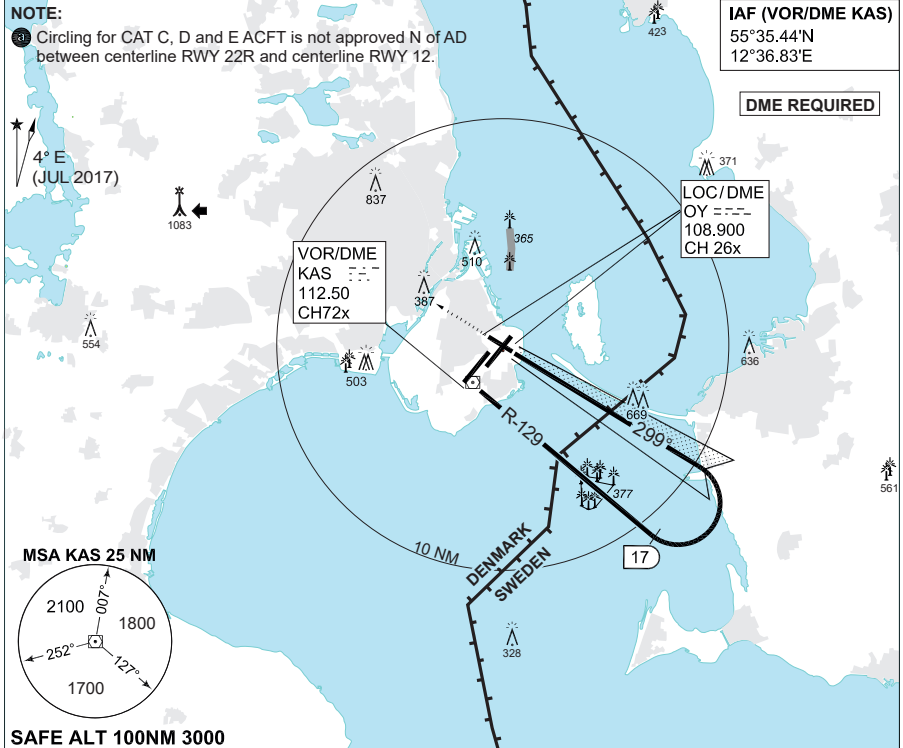 NOTE:
a Circling for CAT C, D and E ACFT is not approved N of AD
between centerline RWY 22R and centerline RWY 12.
423
IAF (VOR/DME KAS)
55°35.44'N
12°36.83'E
DME REQUIRED
4° E
(JUL 2017)
837
1083
371
LOC/DME
OY
108.900
CH 26x
365
510
VOR/DME
KAS
112.50
CH72x
387
554
503
636
669
299°
R-129
377
561
17
10 NM
DENMARK
SWEDEN
328
MSA KAS 25 NM
007°
2100
1800
252°
127°
1700
SAFE ALT 100NM 3000